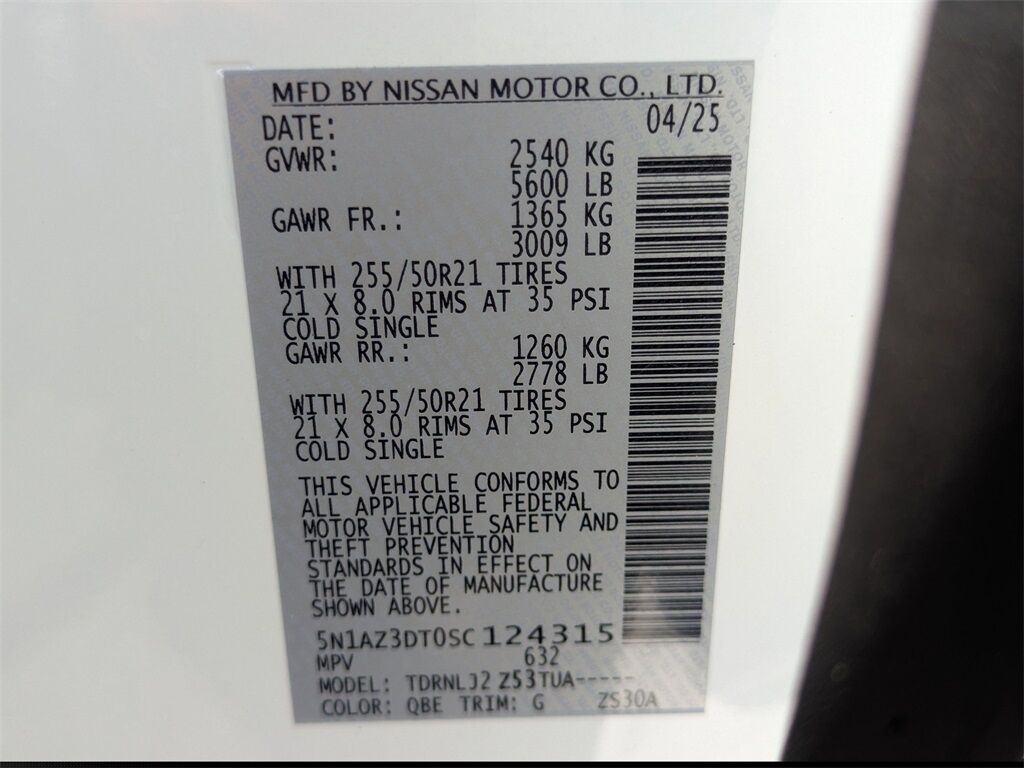 MFD BY NISSAN MOTOR CO., LTD.
DATE: 04/25
GVWR: 2540 KG
5600 LB
GAWR FR.: 1365 KG
3009 LB
WITH 255/50R21 TIRES
21 X 8.0 RIMS AT 35 PSI
COLD SINGLE
GAWR RR.: 1260 KG
2778 LB
WITH 255/50R21 TIRES
21 X 8.0 RIMS AT 35 PSI
COLD SINGLE
THIS VEHICLE CONFORMS TO
ALL APPLICABLE FEDERAL
MOTOR VEHICLE SAFETY AND
THEFT PREVENTION
STANDARDS IN EFFECT ON
THE DATE OF MANUFACTURE
SHOWN ABOVE.
5N1AZ3DT0SC 124315
MPV 632
MODEL: TDRNLJ2 Z53TUA-----
COLOR: QBE TRIM: G ZS30A